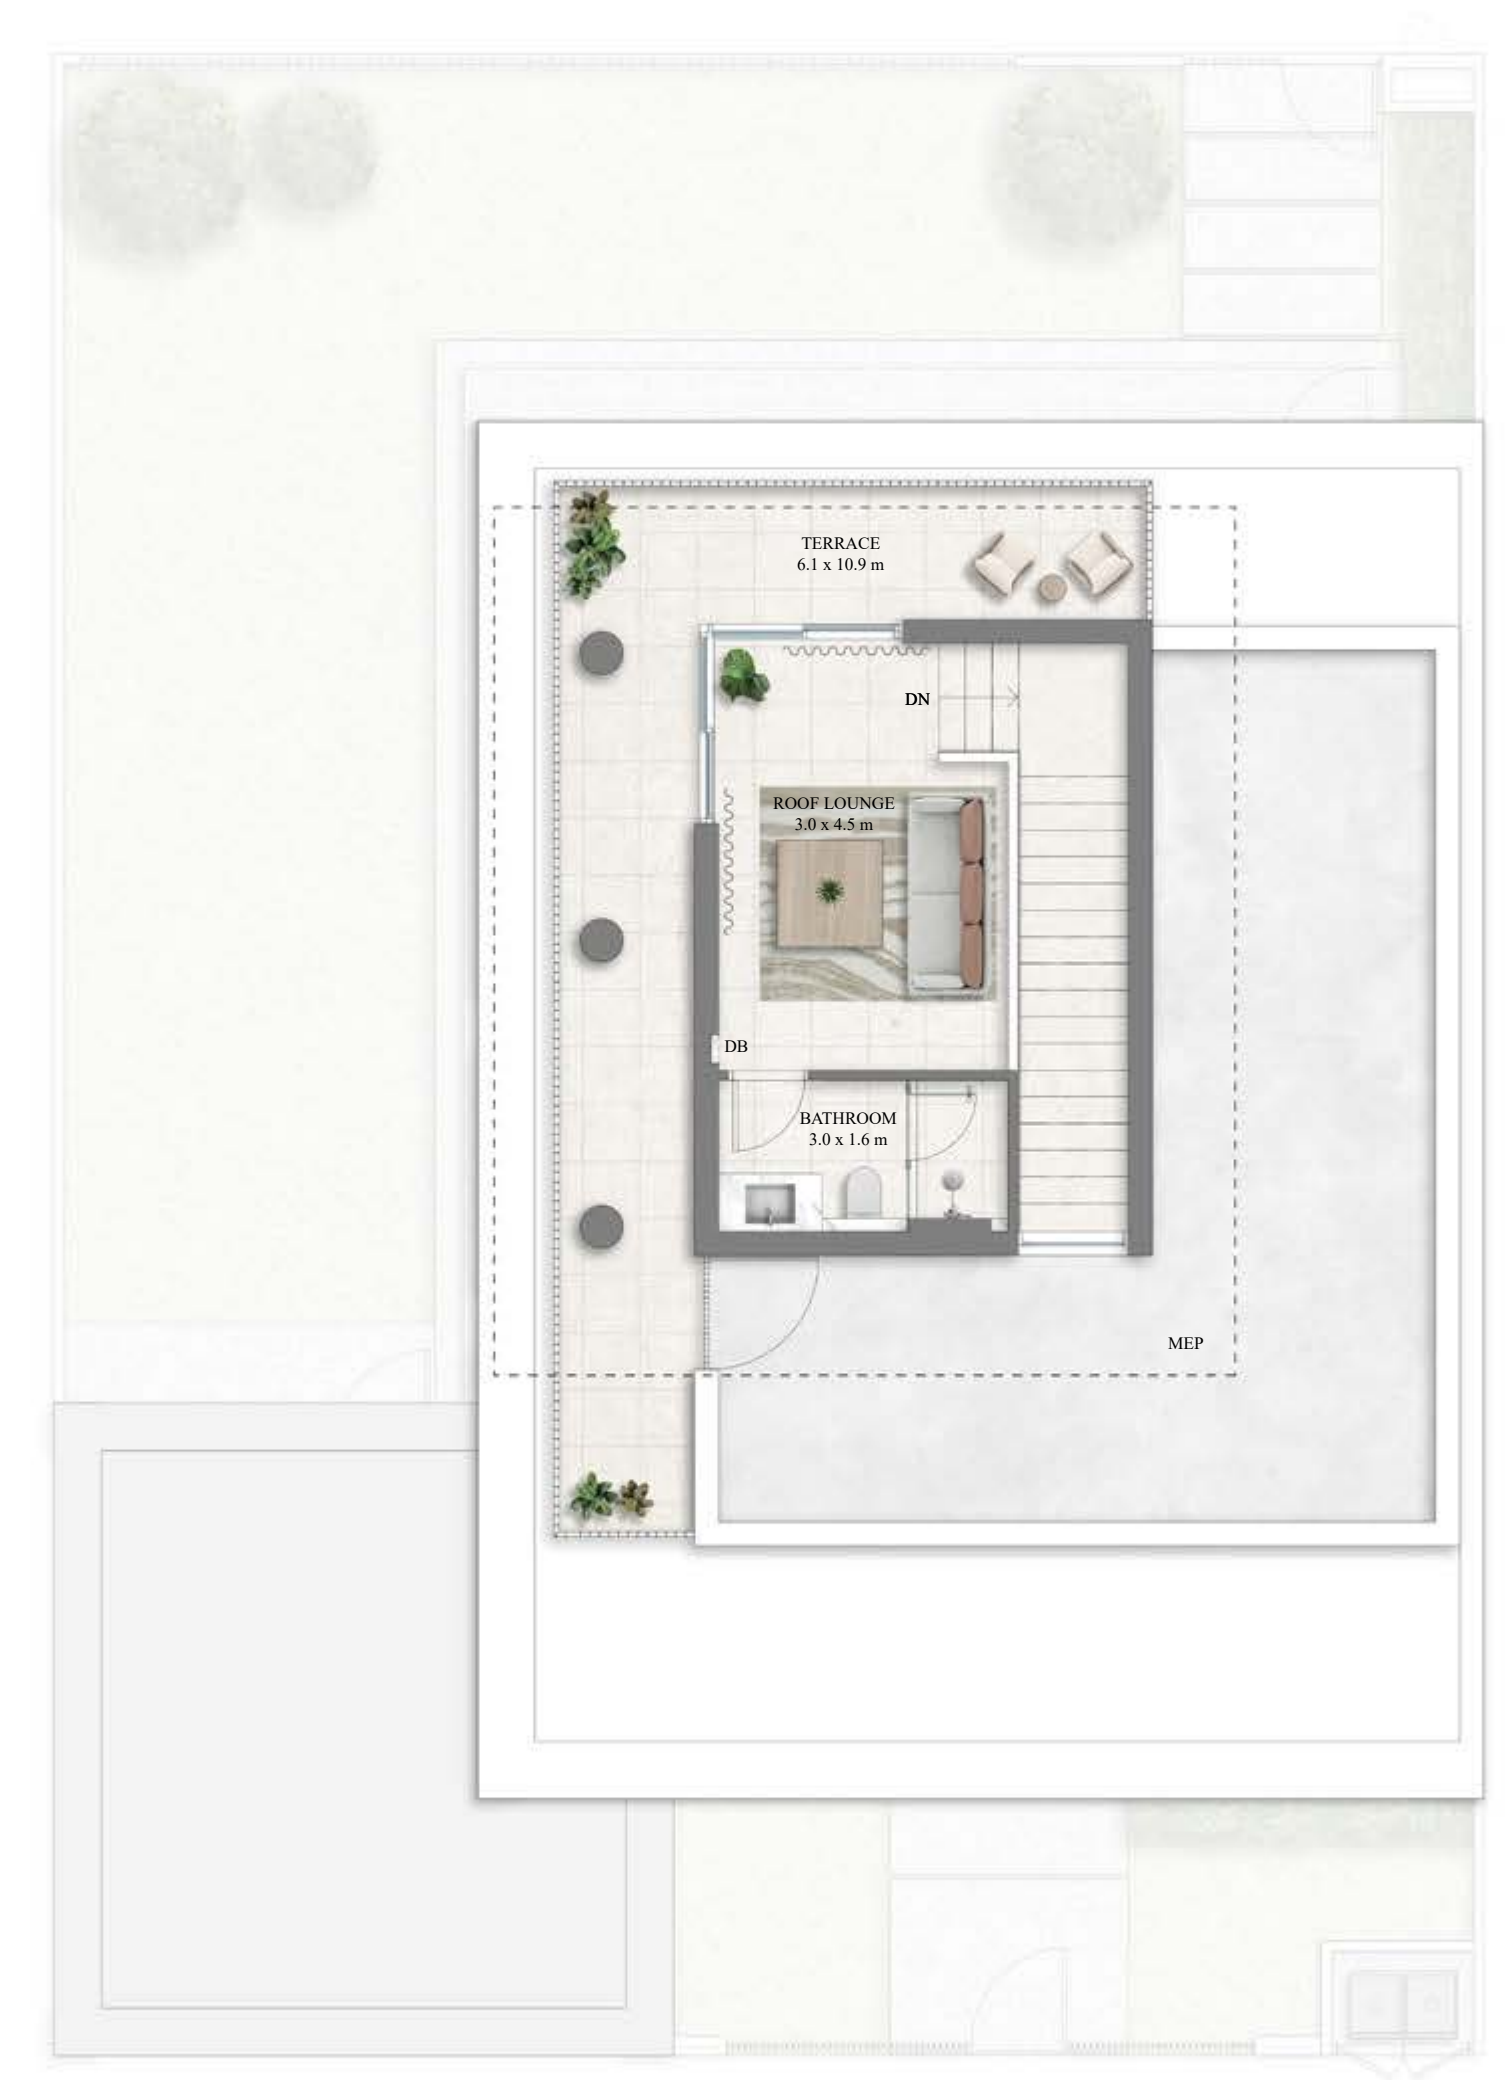 TERRACE
6.1 x 10.9 m
DN
ROOF LOUNGE
3.0 x 4.5 m
DB
BATHROOM
3.0 x 1.6 m
MEP